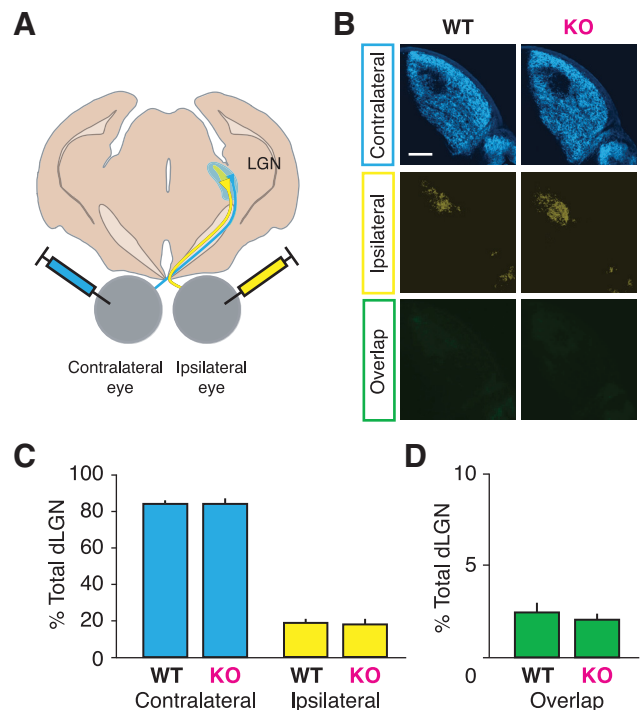 A
LGN
Contralateral Ipsilateral
eye eye
B
WT KO
Contralateral
Ipsilateral
Overlap
C
% Total dLGN
100
80
60
40
20
0
WT KO WT KO
Contralateral Ipsilateral
D
% Total dLGN
10
5
0
WT KO
Overlap